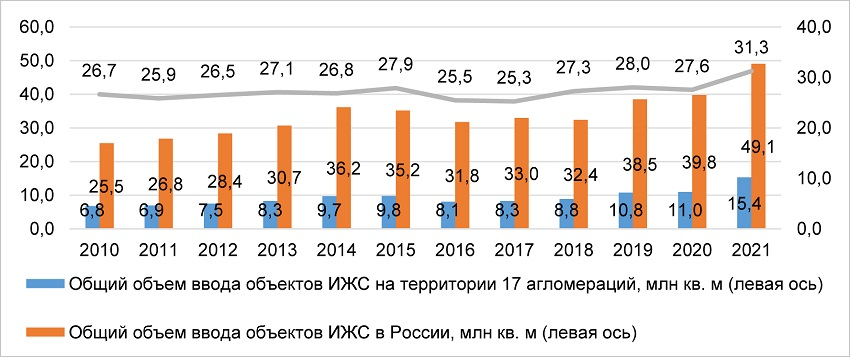 60,0 40,0
50,0 30,0
40,0 20,0
30,0 10,0
20,0 0,0
10,0
0,0
26,7 25,9 26,5 27,1 26,8 27,9 25,5 25,3 27,3 28,0 27,6 31,3
25,5 26,8 28,4 30,7 36,2 35,2 31,8 33,0 32,4 38,5 39,8 49,1
6,8 6,9 7,5 8,3 9,7 9,8 8,1 8,3 8,8 10,8 11,0 15,4
2010 2011 2012 2013 2014 2015 2016 2017 2018 2019 2020 2021
Общий объем ввода объектов ИЖС на территории 17 агломераций, млн кв. м (левая ось)
Общий объем ввода объектов ИЖС в России, млн кв. м (левая ось)